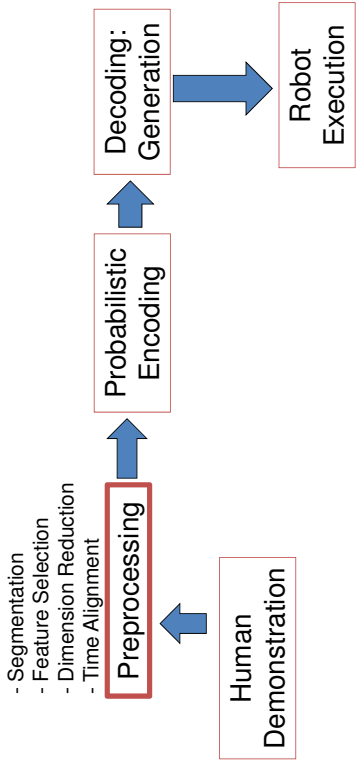 - Segmentation
- Feature Selection
- Dimension Reduction
- Time Alignment
Preprocessing
Human
Demonstration
Probabilistic
Encoding
Decoding:
Generation
Robot
Execution